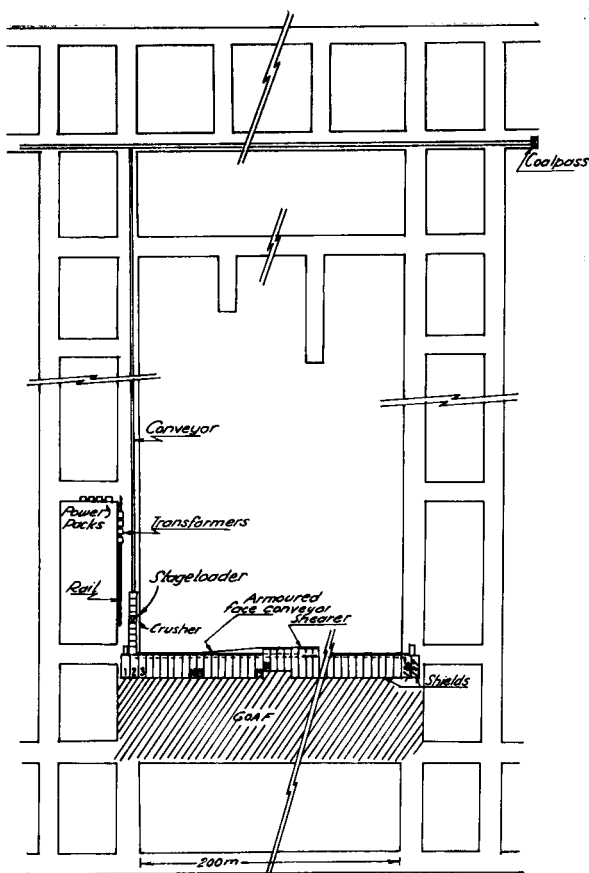 Coalpass
Conveyor
Power
Packs
Transformers
Rail
Stageloader
Armoured
face conveyor
Shearer
Crusher
1 2 3
Shields
GOAF
200m